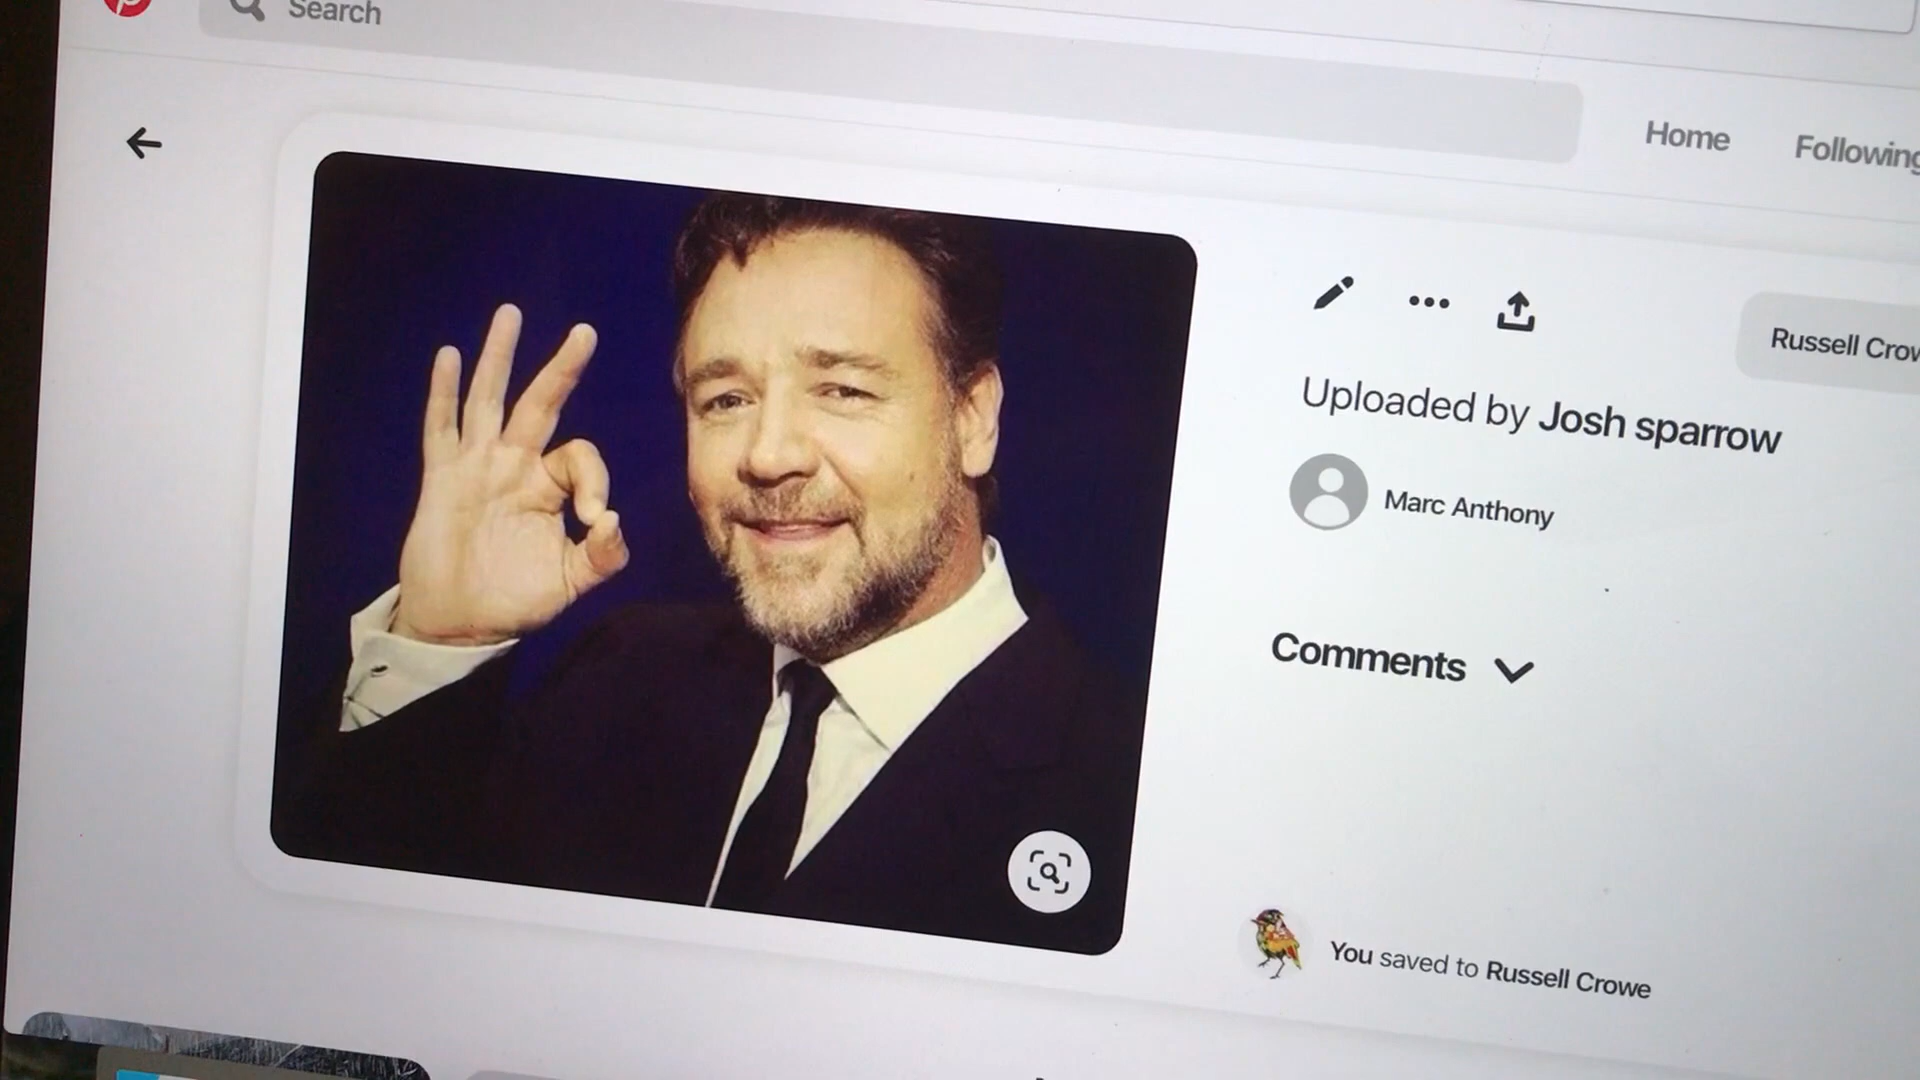 Search
Home
Following
Russell Crow
Uploaded by Josh sparrow
Marc Anthony
Comments
You saved to Russell Crowe